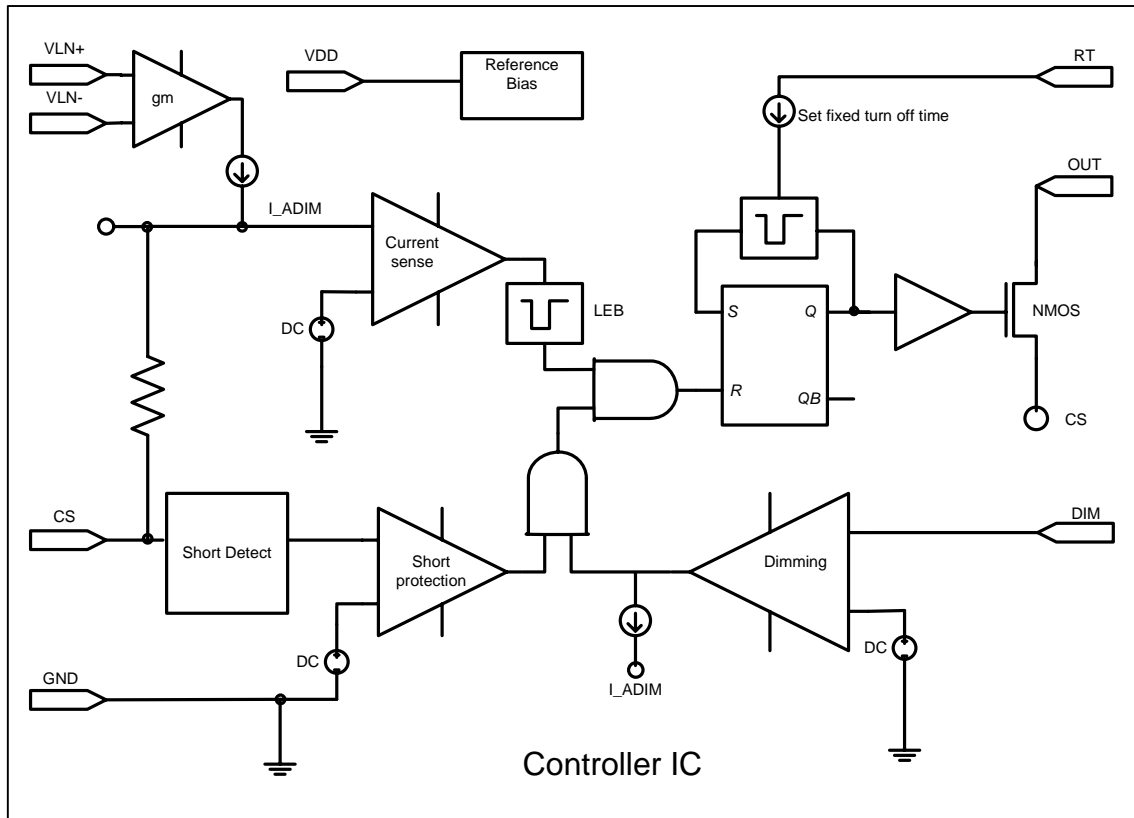 VLN+
VLN-
gm
VDD
Reference
Bias
RT
Set fixed turn off time
OUT
I_ADIM
Current
sense
DC
LEB
S
Q
R
QB
NMOS
CS
CS
Short Detect
Short
protection
Dimming
DIM
DC
DC
GND
I_ADIM
Controller IC